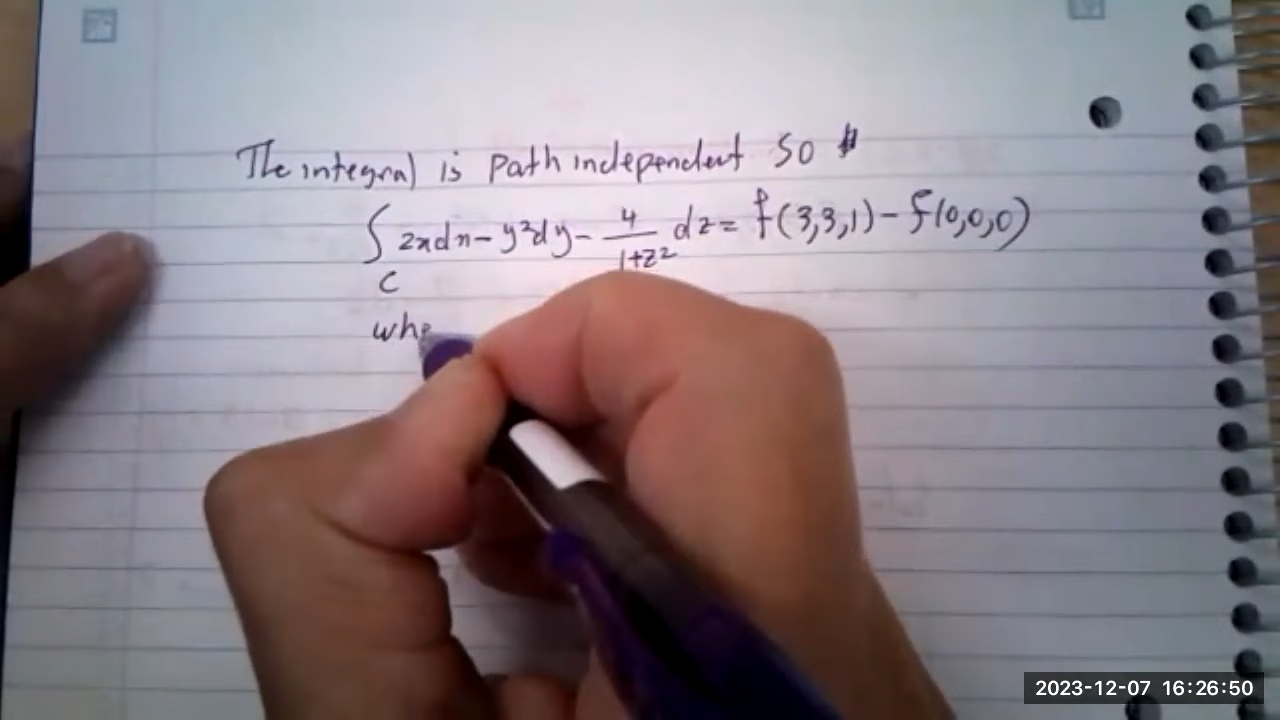 The integral is path independent so
∫ 2xdx - y²dy - 4/(1+z²) dz = f(3,3,1) - f(0,0,0)
C
whe
2023-12-07 16:26:50